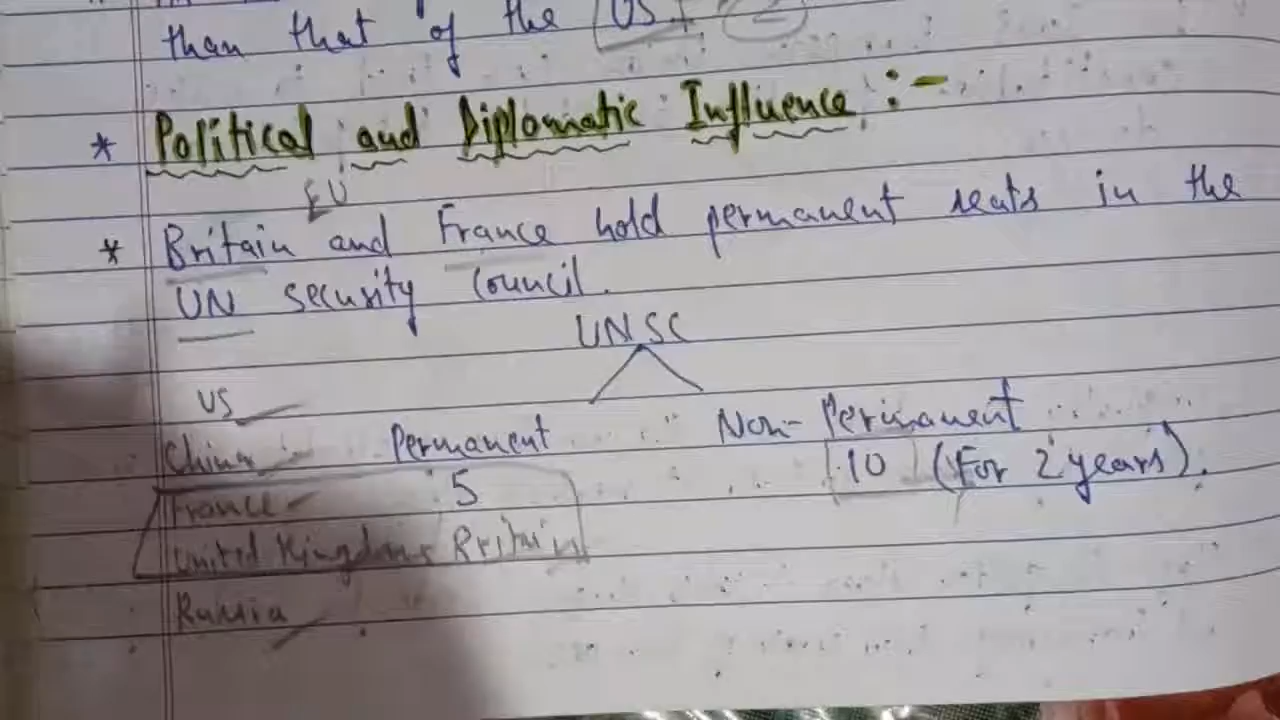 than that of the US.
* Political and Diplomatic Influence :-
EU
* Britain and France hold permanent seats in the
UN security Council.
UNSC
US
China Permanent Non-Permanent
France 5 10 (For 2 years).
United Kingdom Britain
Russia